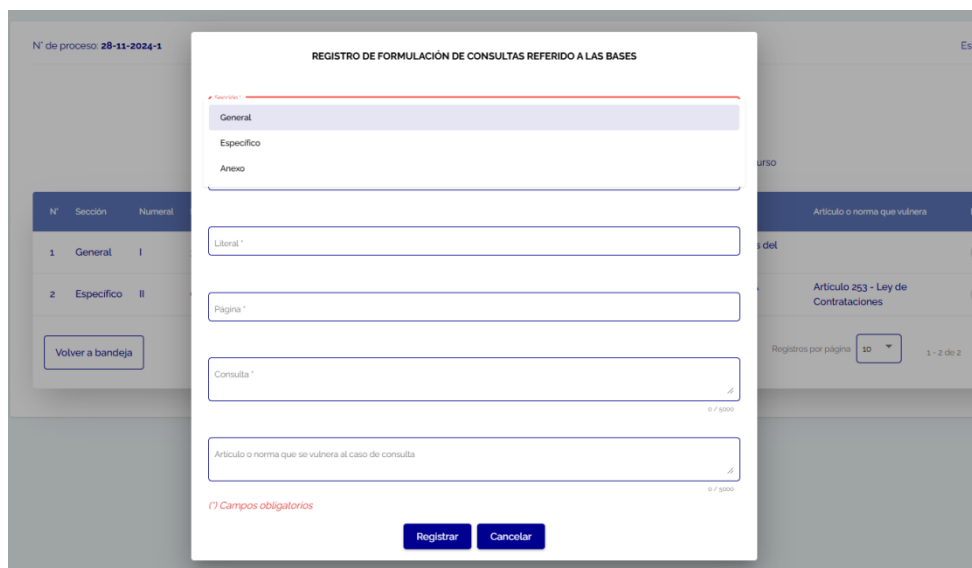 N° de proceso: 28-11-2024-1
Es
REGISTRO DE FORMULACIÓN DE CONSULTAS REFERIDO A LAS BASES
Sección *
General
Específico
Anexo
urso
N° Sección Numeral Artículo o norma que vulnera
Literal *
1 General I s del
2 Específico II Artículo 253 - Ley de
Contrataciones
Página *
Volver a bandeja
Registros por página 10 1 - 2 de 2
Consulta *
0 / 5000
Artículo o norma que se vulnera al caso de consulta
0 / 5000
(*) Campos obligatorios
Registrar Cancelar